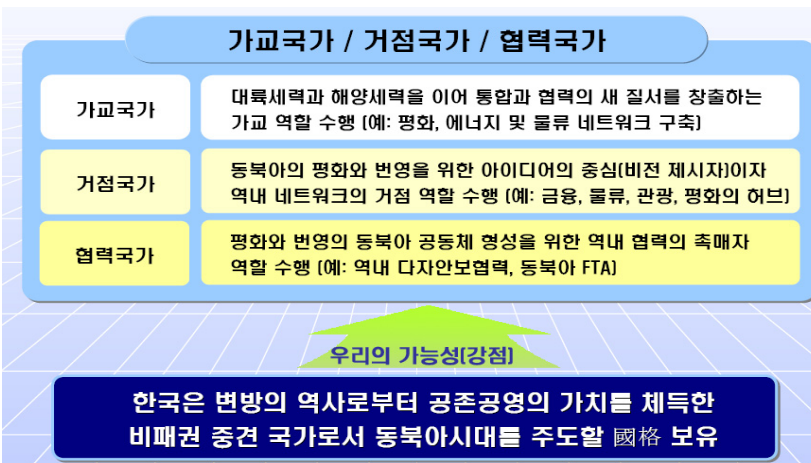 가교국가 / 거점국가 / 협력국가
가교국가
대륙세력과 해양세력을 이어 통합과 협력의 새 질서를 창출하는
가교 역할 수행 (예: 평화, 에너지 및 물류 네트워크 구축)
거점국가
동북아의 평화와 번영을 위한 아이디어의 중심(비전 제시자)이자
역내 네트워크의 거점 역할 수행 (예: 금융, 물류, 관광, 평화의 허브)
협력국가
평화와 번영의 동북아 공동체 형성을 위한 역내 협력의 촉매자
역할 수행 (예: 역내 다자안보협력, 동북아 FTA)
우리의 가능성(강점)
한국은 변방의 역사로부터 공존공영의 가치를 체득한
비패권 중견 국가로서 동북아시대를 주도할 國格 보유